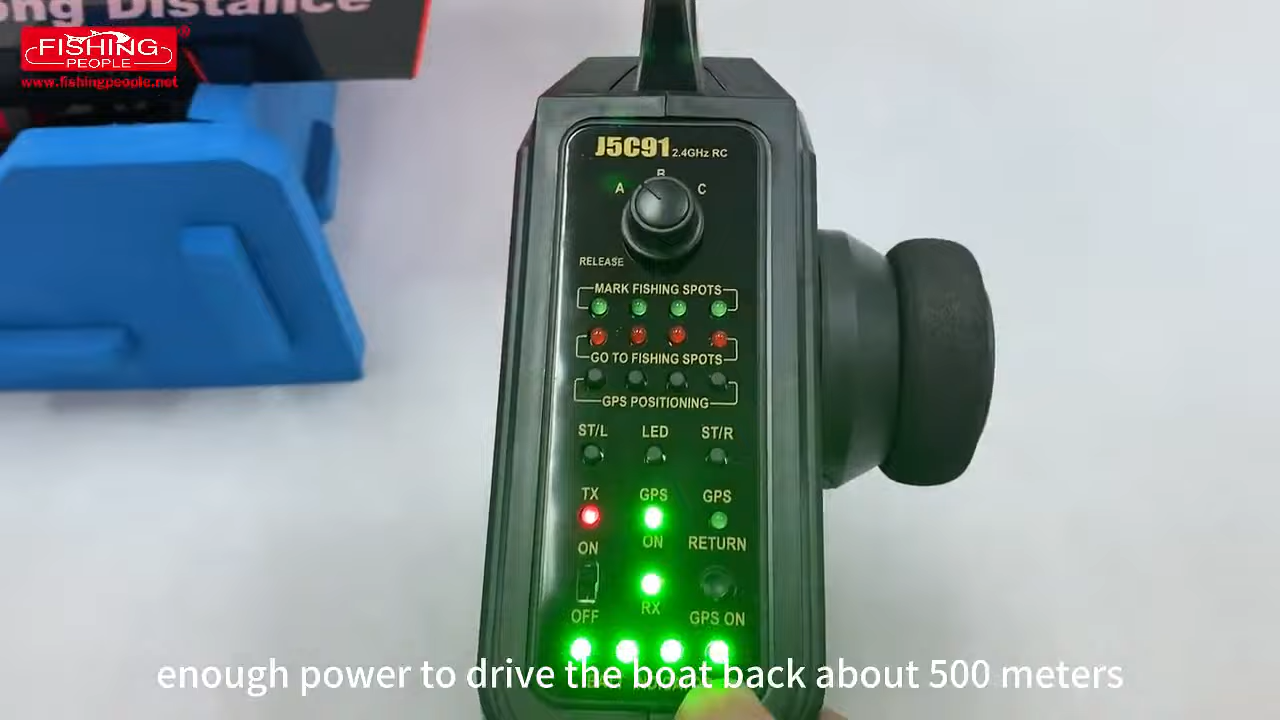 ong Distance
FISHING
PEOPLE
®
www.fishingpeople.net
J5C91 2.4GHz RC
B
A
C
RELEASE
MARK FISHING SPOTS
GO TO FISHING SPOTS
GPS POSITIONING
ST/L LED ST/R
TX GPS GPS
ON ON RETURN
OFF RX GPS ON
enough power to drive the boat back about 500 meters